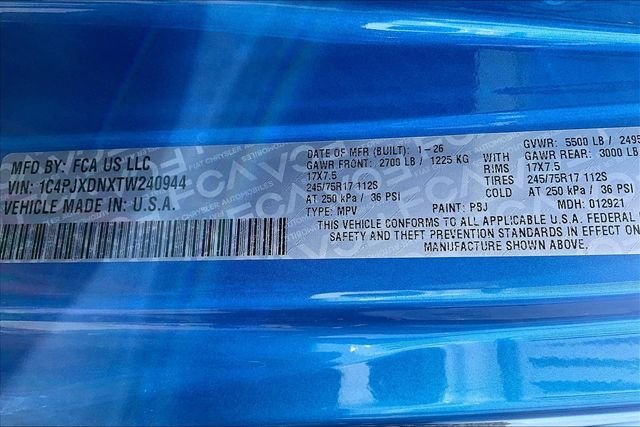 MFD BY: FCA US LLC
VIN: 1C4PJXDNXTW240944
VEHICLE MADE IN: U.S.A.
DATE OF MFR (BUILT): 1-26
GVWR: 5500 LB / 2495
GAWR FRONT: 2700 LB / 1225 KG WITH GAWR REAR: 3000 LB
17X7.5 RIMS 17X7.5
245/75R17 112S TIRES 245/75R17 112S
AT 250 kPa / 36 PSI COLD AT 250 kPa / 36 PSI
TYPE: MPV PAINT: PBJ MDH: 012921
THIS VEHICLE CONFORMS TO ALL APPLICABLE U.S.A. FEDERAL
SAFETY AND THEFT PREVENTION STANDARDS IN EFFECT ON
MANUFACTURE SHOWN ABOVE.